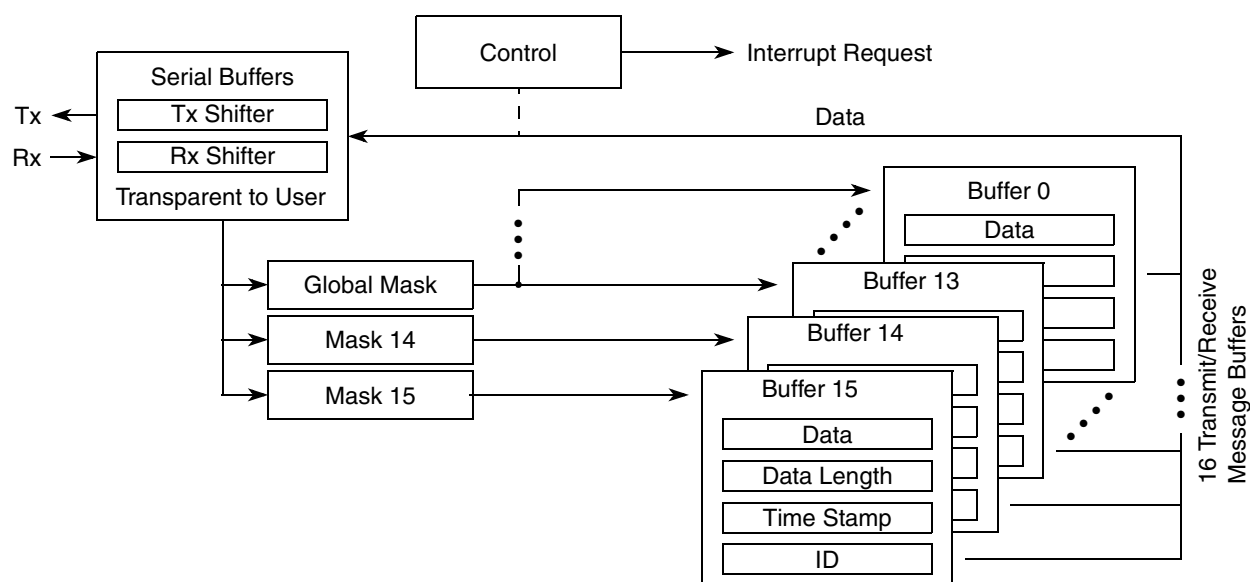 Control
Interrupt Request
Serial Buffers
Tx Shifter
Tx
Rx Shifter
Rx
Transparent to User
Data
Buffer 0
Data
Global Mask
Buffer 13
Mask 14
Buffer 14
Mask 15
Buffer 15
Data
Data Length
Time Stamp
ID
16 Transmit/Receive
Message Buffers